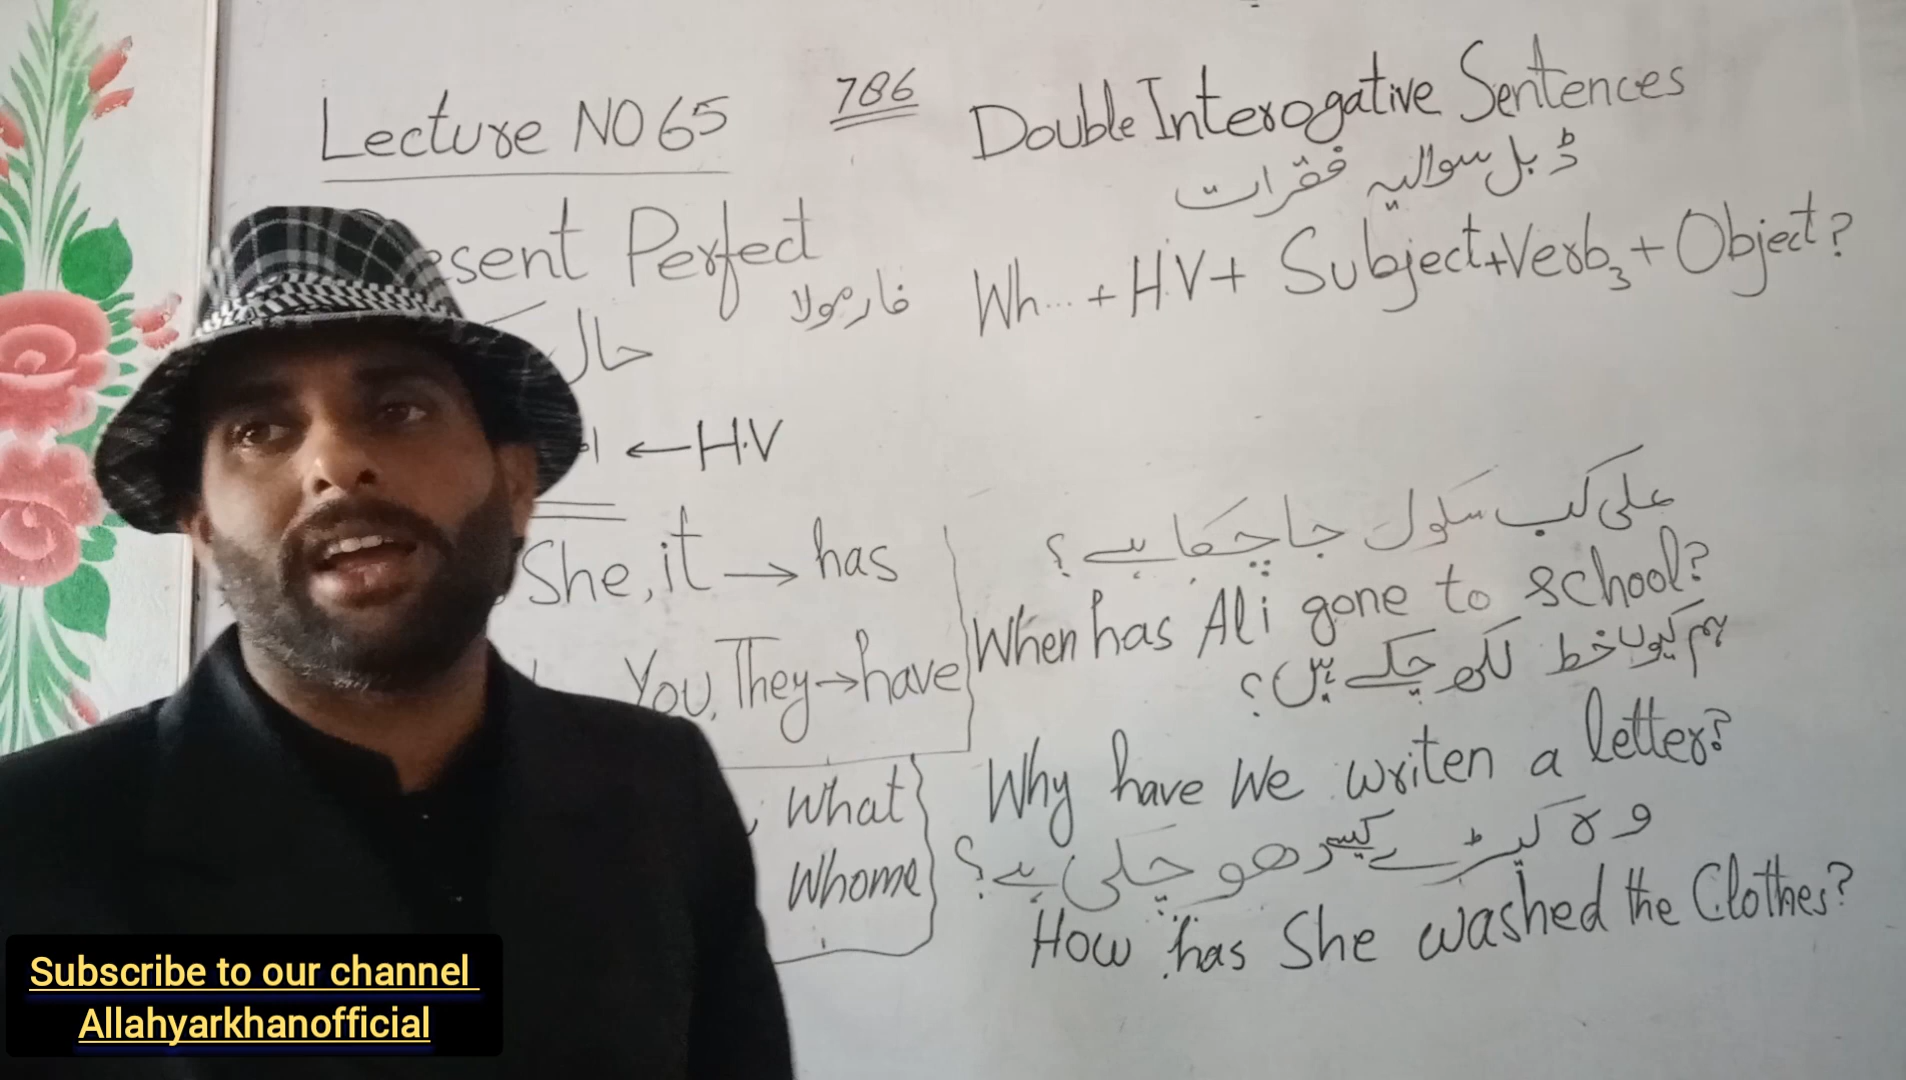 786
Lecture NO 65
esent Perfect
حال
← H.V
She, it → has
You, They → have
What
Whome
Double Interogative Sentences
ڈبل سوالیہ فقرات
فارمولا
Wh... + H.V + Subject + Verb3 + Object?
علی کب سکول جا چکا ہے؟
When has Ali gone to school?
ہم کیوں خط لکھ چکے ہیں؟
Why have We writen a letter?
وہ کپڑے کیسے دھو چکی ہے؟
How has She washed the Clothes?
Subscribe to our channel
Allahyarkhanofficial